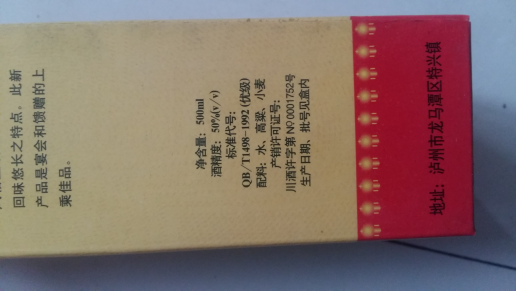 回味悠长之特点。此新
产品是宴会和馈赠的上
乘佳品。
净含量：500ml
酒精度：50%(v/v)
标准代号：
QB/T1498-1992(优级)
配料：水、高粱、小麦
产销许可证号：
川酒许字第 №0001752号
生产日期、批号见盒内
地址：泸州市龙马潭区特兴镇